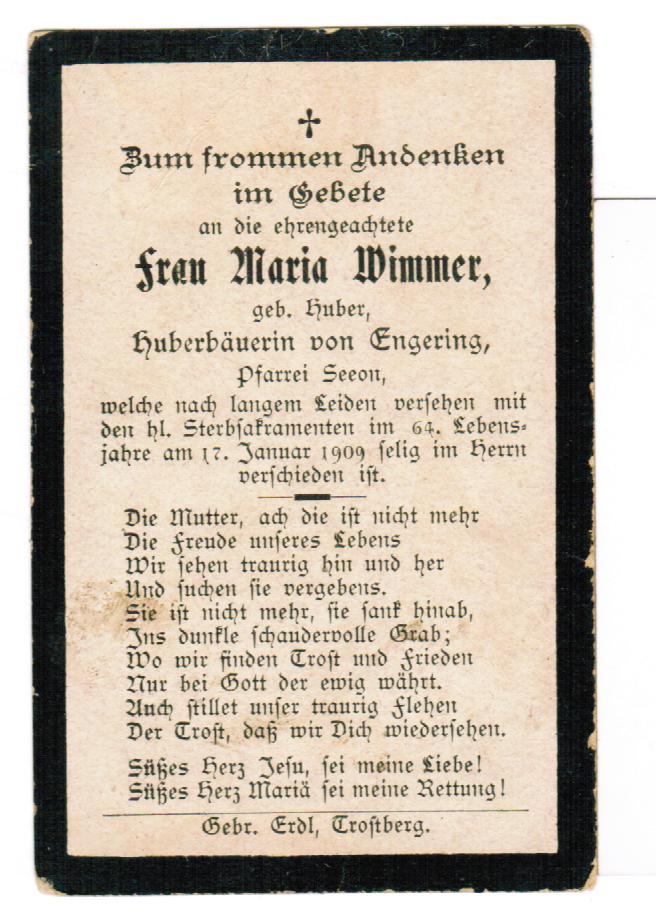 Zum frommen Andenken
im Gebete
an die ehrengeachtete
Frau Maria Wimmer,
geb. Huber,
Huberbäuerin von Engering,
Pfarrei Seeon,
welche nach langem Leiden versehen mit
den hl. Sterbsakramenten im 64. Lebens-
jahre am 17. Januar 1909 selig im Herrn
verschieden ist.
Die Mutter, ach die ist nicht mehr
Die Freude unseres Lebens
Wir sehen traurig hin und her
Und suchen sie vergebens.
Sie ist nicht mehr, sie sank hinab,
Ins dunkle schaudervolle Grab;
Wo wir finden Trost und Frieden
Nur bei Gott der ewig währt.
Auch stillet unser traurig Flehen
Der Trost, daß wir Dich wiedersehen.
Süßes Herz Jesu, sei meine Liebe!
Süßes Herz Mariä sei meine Rettung!
Gebr. Erdl, Trostberg.